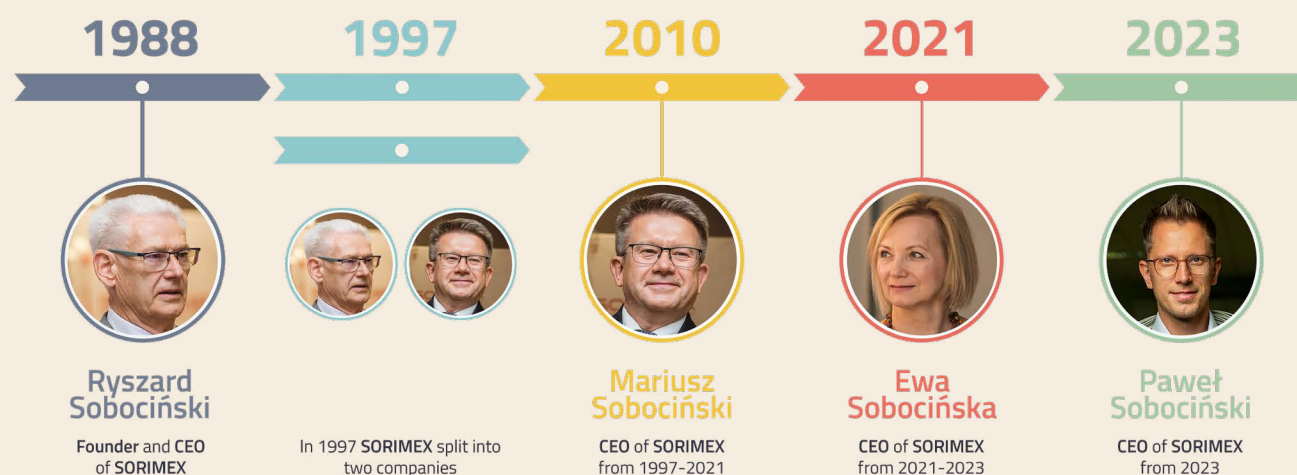 1988
1997
2010
2021
2023
Ryszard
Sobociński
Founder and CEO
of SORIMEX
In 1997 SORIMEX split into
two companies
Mariusz
Sobociński
CEO of SORIMEX
from 1997-2021
Ewa
Sobocińska
CEO of SORIMEX
from 2021-2023
Paweł
Sobociński
CEO of SORIMEX
from 2023